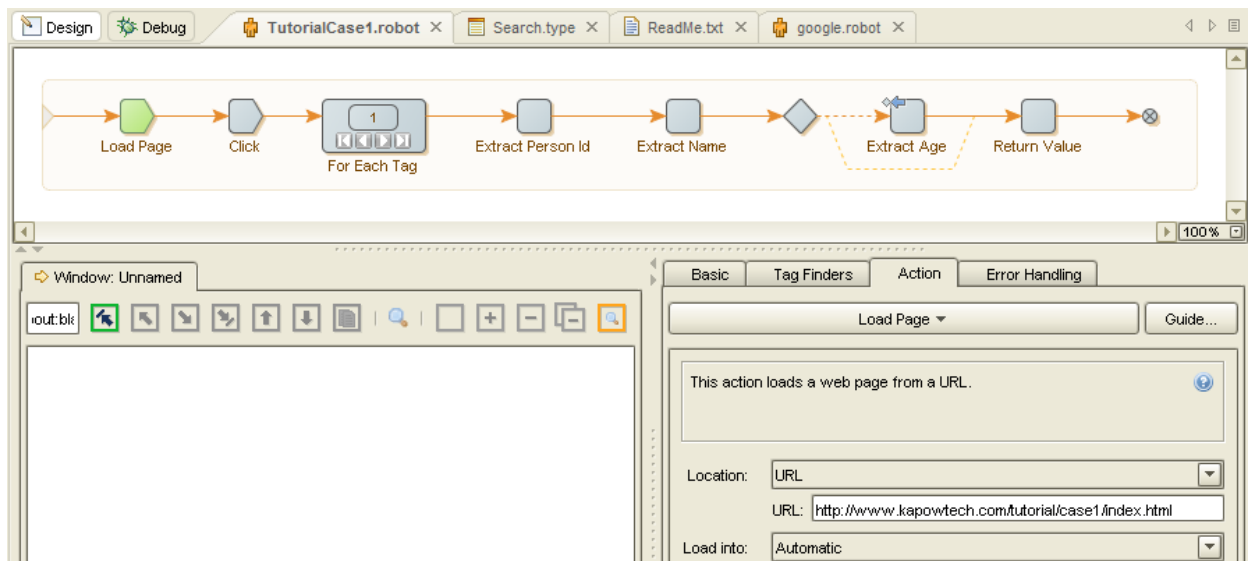 Design Debug TutorialCase1.robot Search.type ReadMe.txt google.robot
1
Load Page Click For Each Tag Extract Person Id Extract Name Extract Age Return Value
100%
Window: Unnamed
out:bl
Basic Tag Finders Action Error Handling
Load Page Guide...
This action loads a web page from a URL.
Location: URL
URL: http://www.kapowtech.com/tutorial/case1/index.html
Load into: Automatic